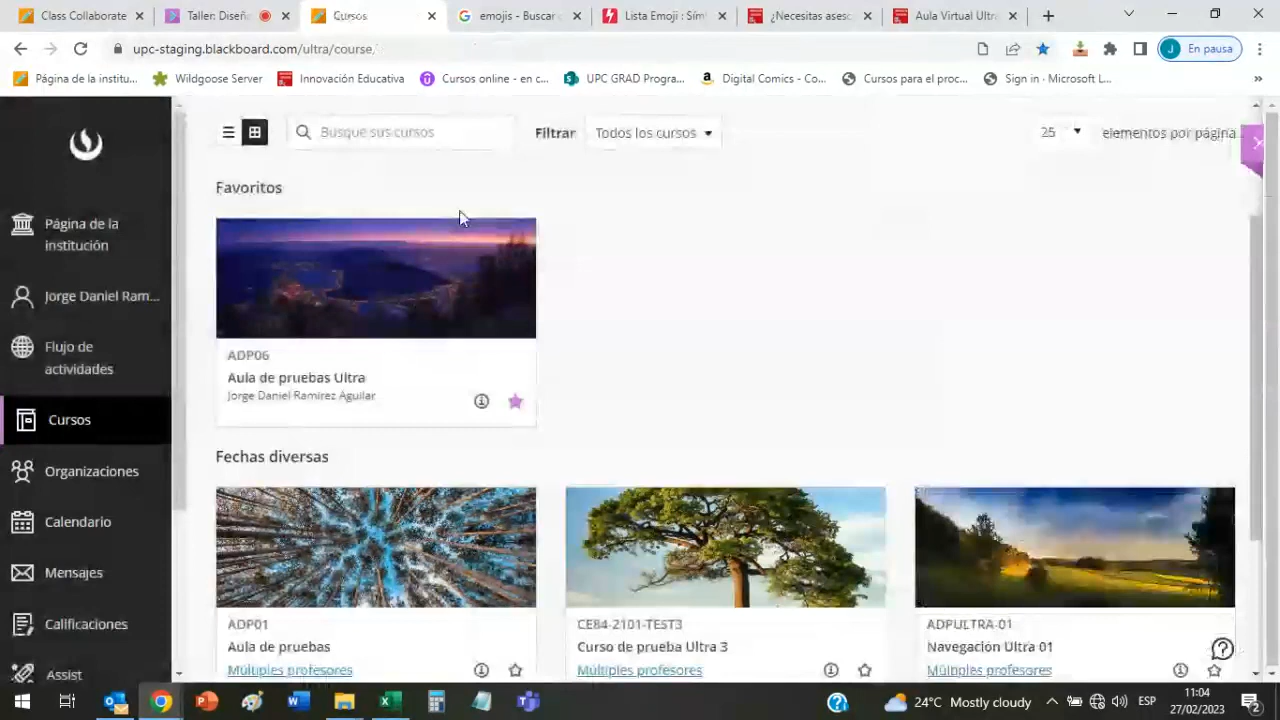 Class Collaborate
Taller: Diseña
Cursos
emojis - Buscar
Lista Emoji : Sím
¿Necesitas aseso
Aula Virtual Ultra
upc-staging.blackboard.com/ultra/course
J En pausa
Página de la institu...
Wildgoose Server
Innovación Educativa
Cursos online - en c...
UPC GRAD Progra...
Digital Comics - Co...
Cursos para el proc...
Sign in · Microsoft L...
»
Página de la
institución
Jorge Daniel Ram...
Flujo de
actividades
Cursos
Organizaciones
Calendario
Mensajes
Calificaciones
Assist
Busque sus cursos
Filtrar
Todos los cursos
25
elementos por página
Favoritos
ADP06
Aula de pruebas Ultra
Jorge Daniel Ramirez Aguilar
Fechas diversas
ADP01
Aula de pruebas
Múltiples profesores
CE84-2101-TEST3
Curso de prueba Ultra 3
Múltiples profesores
ADPULTRA-01
Navegación Ultra 01
Múltiples profesores
24°C Mostly cloudy
ESP
11:04
27/02/2023
2